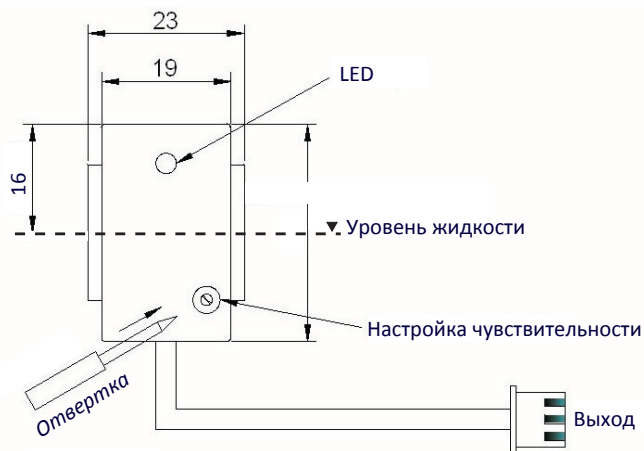 23
19
LED
16
Уровень жидкости
Настройка чувствительности
Отвертка
Выход